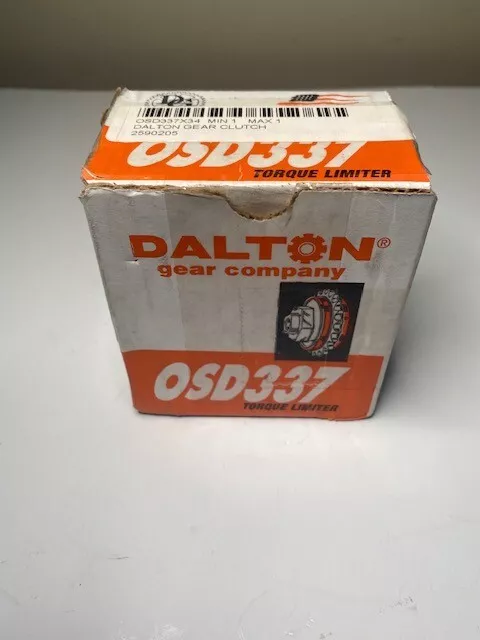 OSD337X34 MIN 1 MAX 1
DALTON GEAR CLUTCH
2590205
OSD337
TORQUE LIMITER
DALTON®
gear company
OSD337
TORQUE LIMITER